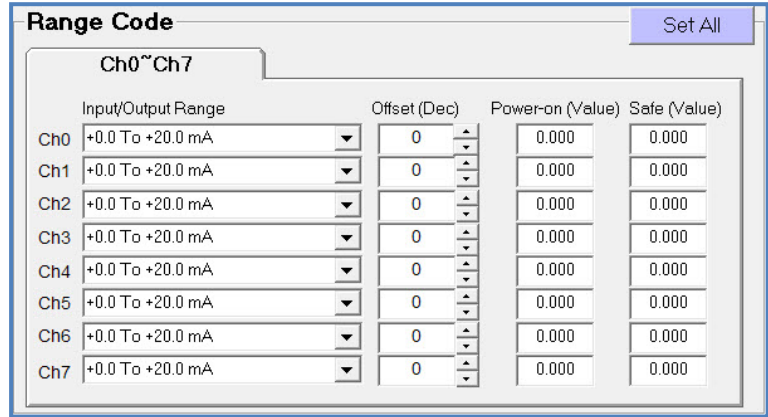 Range Code Set All
Ch0~Ch7
Input/Output Range Offset (Dec) Power-on (Value) Safe (Value)
Ch0 +0.0 To +20.0 mA 0 0.000 0.000
Ch1 +0.0 To +20.0 mA 0 0.000 0.000
Ch2 +0.0 To +20.0 mA 0 0.000 0.000
Ch3 +0.0 To +20.0 mA 0 0.000 0.000
Ch4 +0.0 To +20.0 mA 0 0.000 0.000
Ch5 +0.0 To +20.0 mA 0 0.000 0.000
Ch6 +0.0 To +20.0 mA 0 0.000 0.000
Ch7 +0.0 To +20.0 mA 0 0.000 0.000